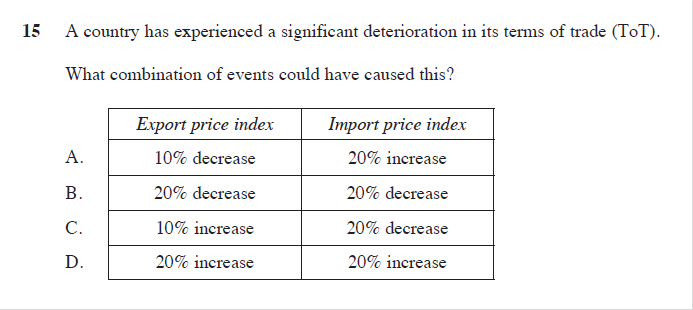 15 A country has experienced a significant deterioration in its terms of trade (ToT).
What combination of events could have caused this?
Export price index Import price index
A. 10% decrease 20% increase
B. 20% decrease 20% decrease
C. 10% increase 20% decrease
D. 20% increase 20% increase